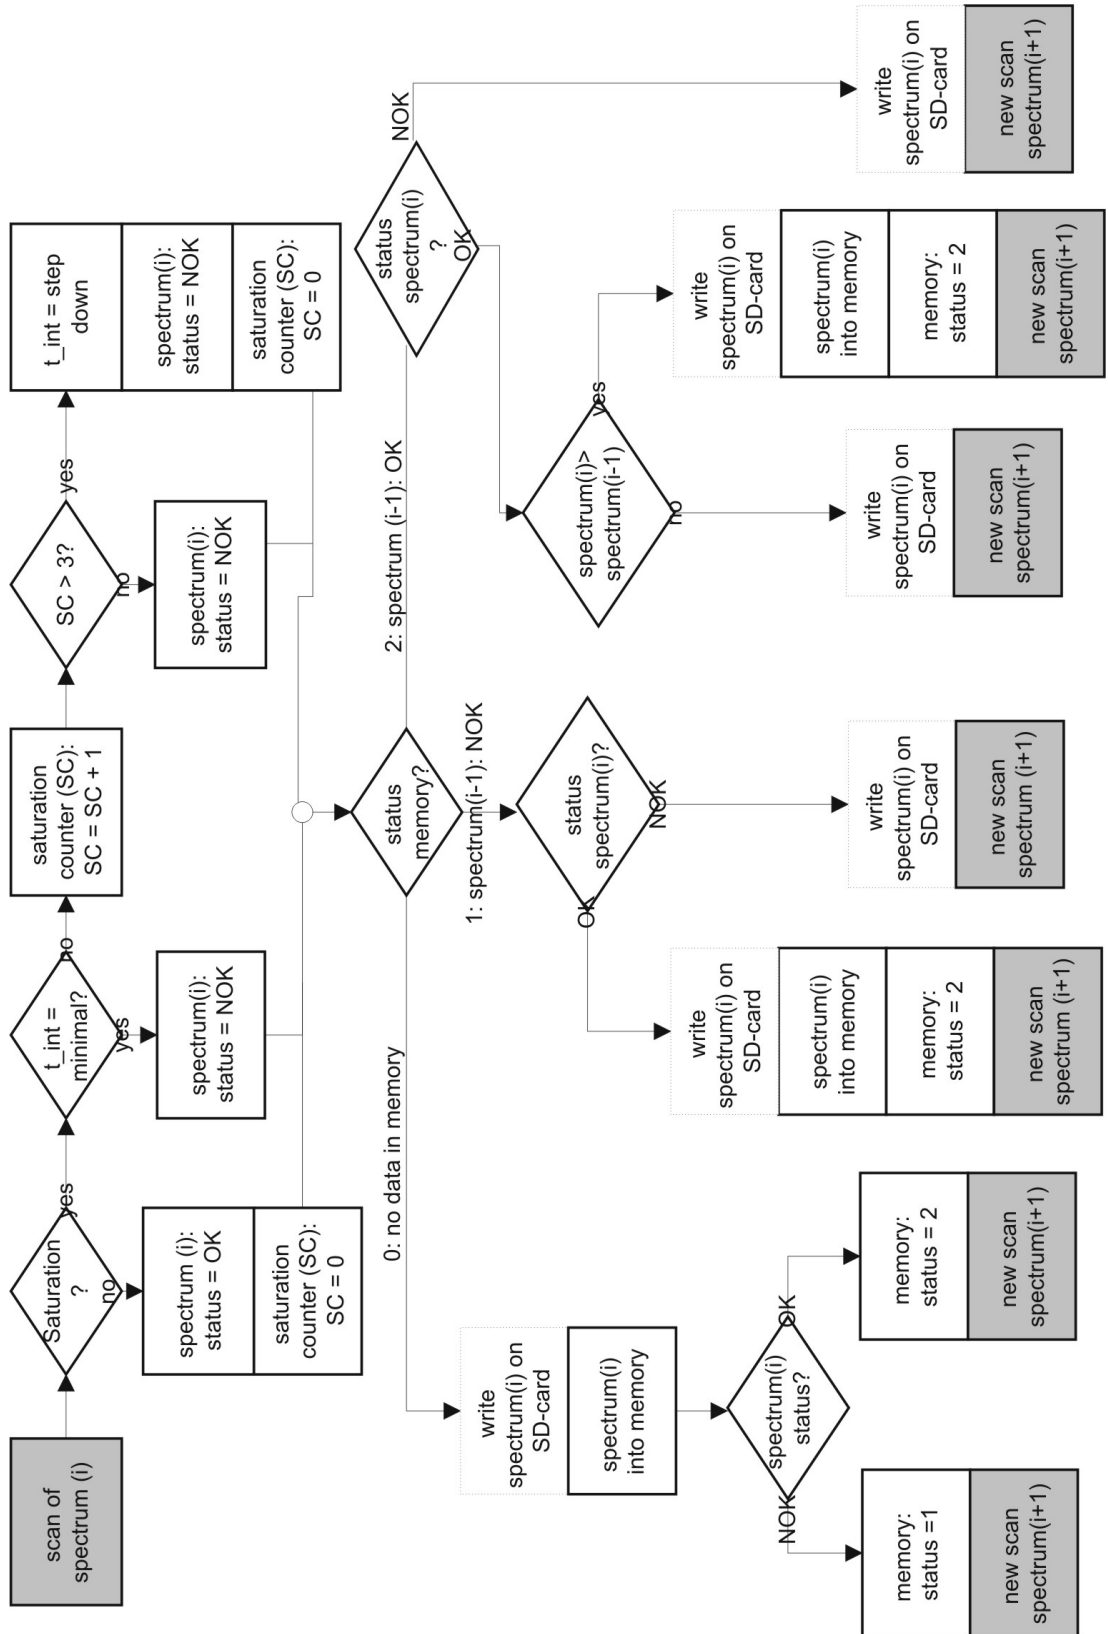 scan of
spectrum (i)
Saturation
?
yes
no
t_int =
minimal?
no
yes
saturation
counter (SC):
SC = SC + 1
SC > 3?
yes
no
t_int = step
down
spectrum(i):
status = NOK
saturation
counter (SC):
SC = 0
spectrum (i):
status = OK
saturation
counter (SC):
SC = 0
spectrum(i):
status = NOK
spectrum(i):
status = NOK
status
memory?
0: no data in memory
1: spectrum(i-1): NOK
2: spectrum (i-1): OK
write
spectrum(i) on
SD-card
spectrum(i)
into memory
spectrum(i)
status?
NOK
OK
memory:
status =1
new scan
spectrum(i+1)
memory:
status = 2
new scan
spectrum(i+1)
status
spectrum(i)?
OK
NOK
write
spectrum(i) on
SD-card
spectrum(i)
into memory
memory:
status = 2
new scan
spectrum (i+1)
write
spectrum(i) on
SD-card
new scan
spectrum (i+1)
status
spectrum(i)
?
OK
NOK
spectrum(i)>
spectrum(i-1)
yes
no
write
spectrum(i) on
SD-card
new scan
spectrum(i+1)
write
spectrum(i) on
SD-card
spectrum(i)
into memory
memory:
status = 2
new scan
spectrum(i+1)
write
spectrum(i) on
SD-card
new scan
spectrum(i+1)